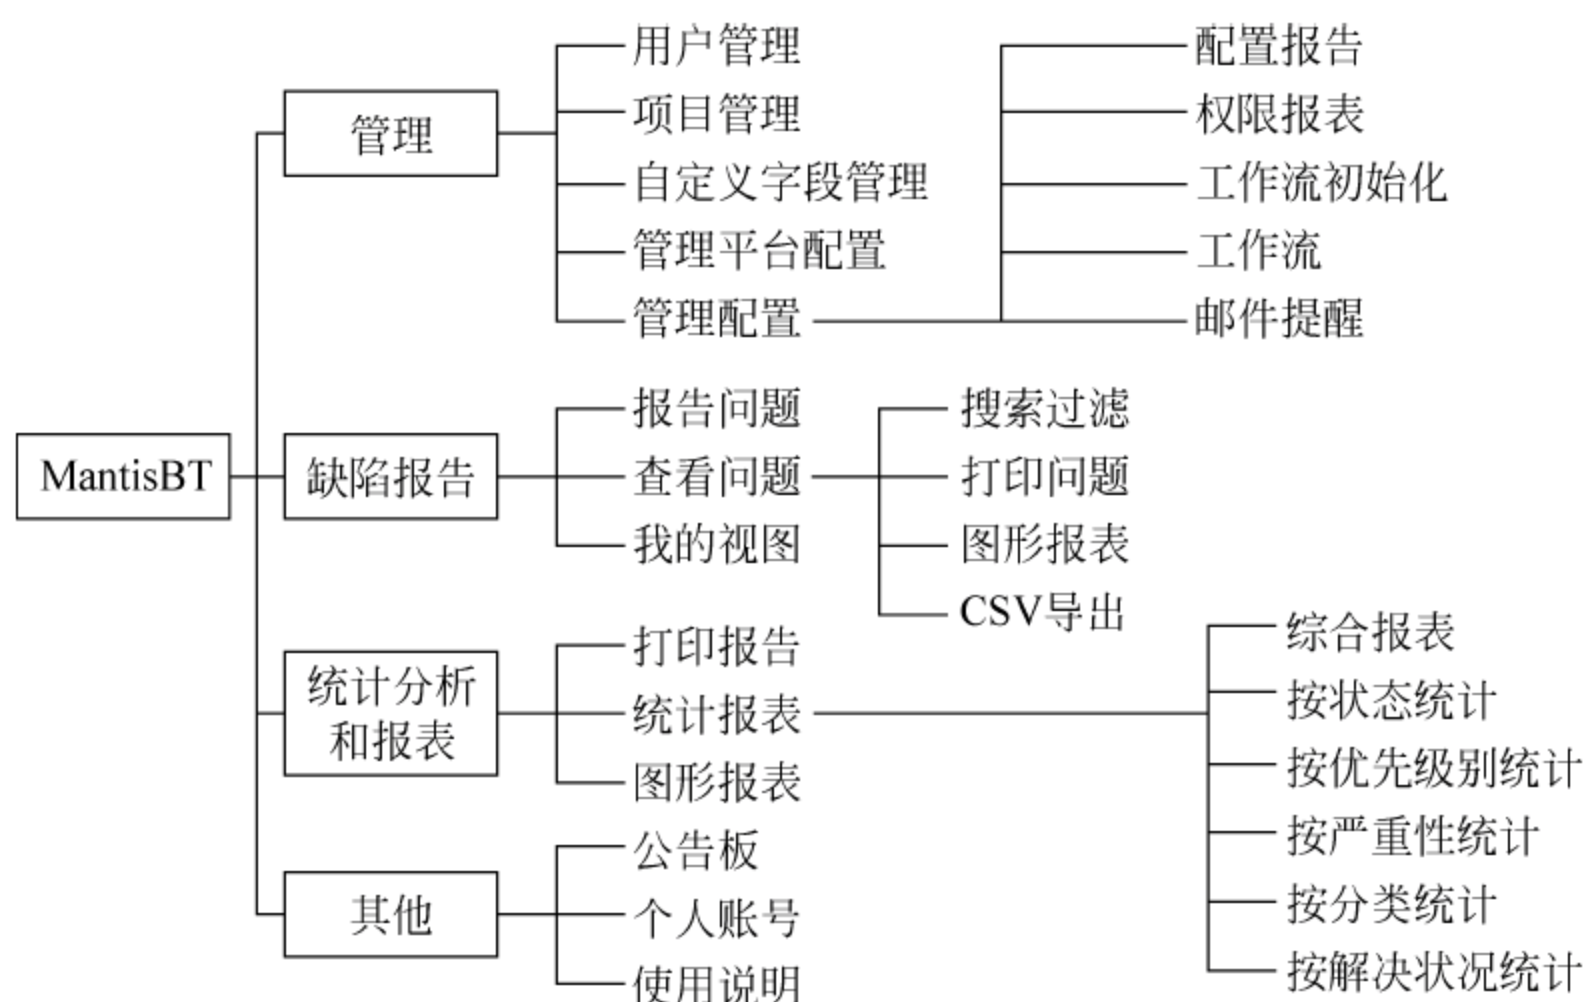 MantisBT
管理
用户管理
项目管理
自定义字段管理
管理平台配置
管理配置
配置报告
权限报表
工作流初始化
工作流
邮件提醒
缺陷报告
报告问题
查看问题
我的视图
搜索过滤
打印问题
图形报表
CSV导出
统计分析
和报表
打印报告
统计报表
图形报表
综合报表
按状态统计
按优先级别统计
按严重性统计
按分类统计
按解决状况统计
其他
公告板
个人账号
使用说明